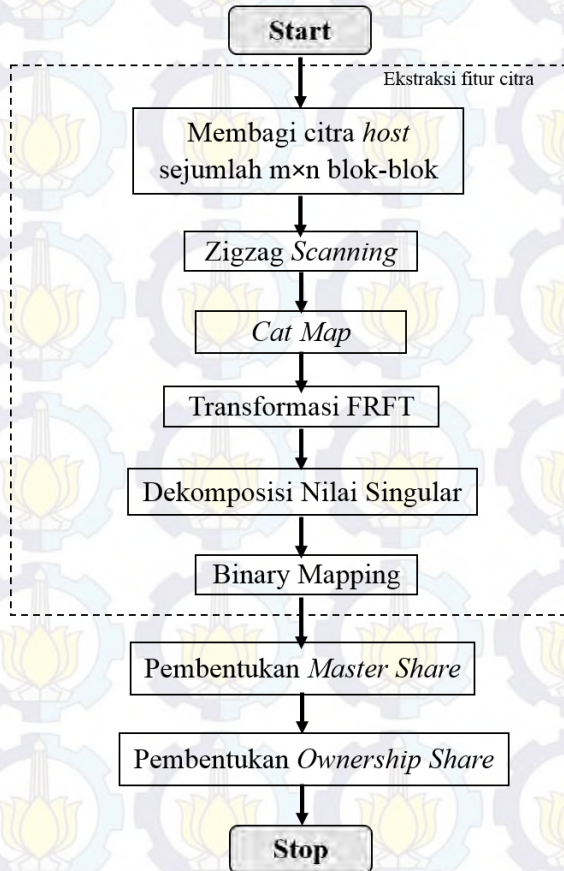 Start
Ekstraksi fitur citra
Membagi citra host
sejumlah m×n blok-blok
Zigzag Scanning
Cat Map
Transformasi FRFT
Dekomposisi Nilai Singular
Binary Mapping
Pembentukan Master Share
Pembentukan Ownership Share
Stop